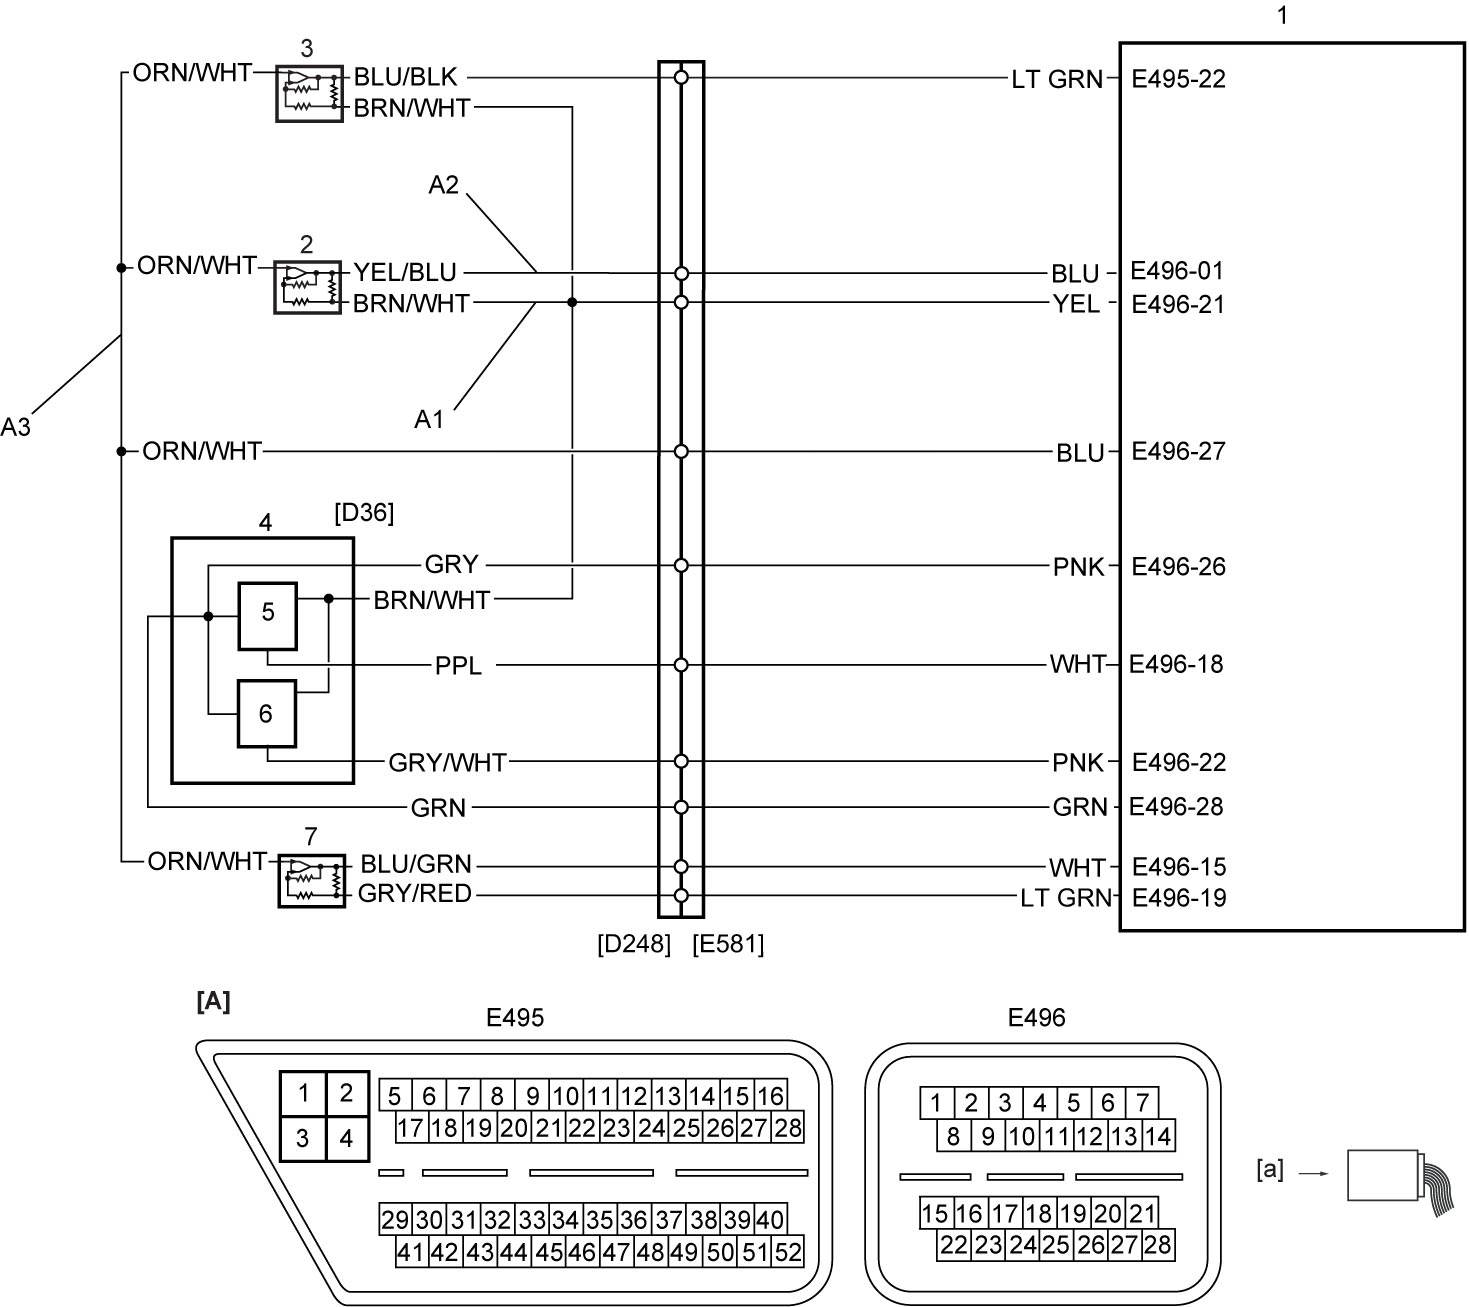 1
3
ORN/WHT BLU/BLK LT GRN E495-22
BRN/WHT
A2
2
ORN/WHT YEL/BLU BLU E496-01
BRN/WHT YEL E496-21
A1
A3
ORN/WHT BLU E496-27
4 [D36]
GRY PNK E496-26
5 BRN/WHT
PPL WHT E496-18
6
GRY/WHT PNK E496-22
GRN GRN E496-28
7
ORN/WHT BLU/GRN WHT E496-15
GRY/RED LT GRN E496-19
[D248] [E581]
[A]
E495 E496
1 2 5 6 7 8 9 10 11 12 13 14 15 16
3 4 17 18 19 20 21 22 23 24 25 26 27 28
29 30 31 32 33 34 35 36 37 38 39 40
41 42 43 44 45 46 47 48 49 50 51 52
1 2 3 4 5 6 7
8 9 10 11 12 13 14
15 16 17 18 19 20 21
22 23 24 25 26 27 28
[a]